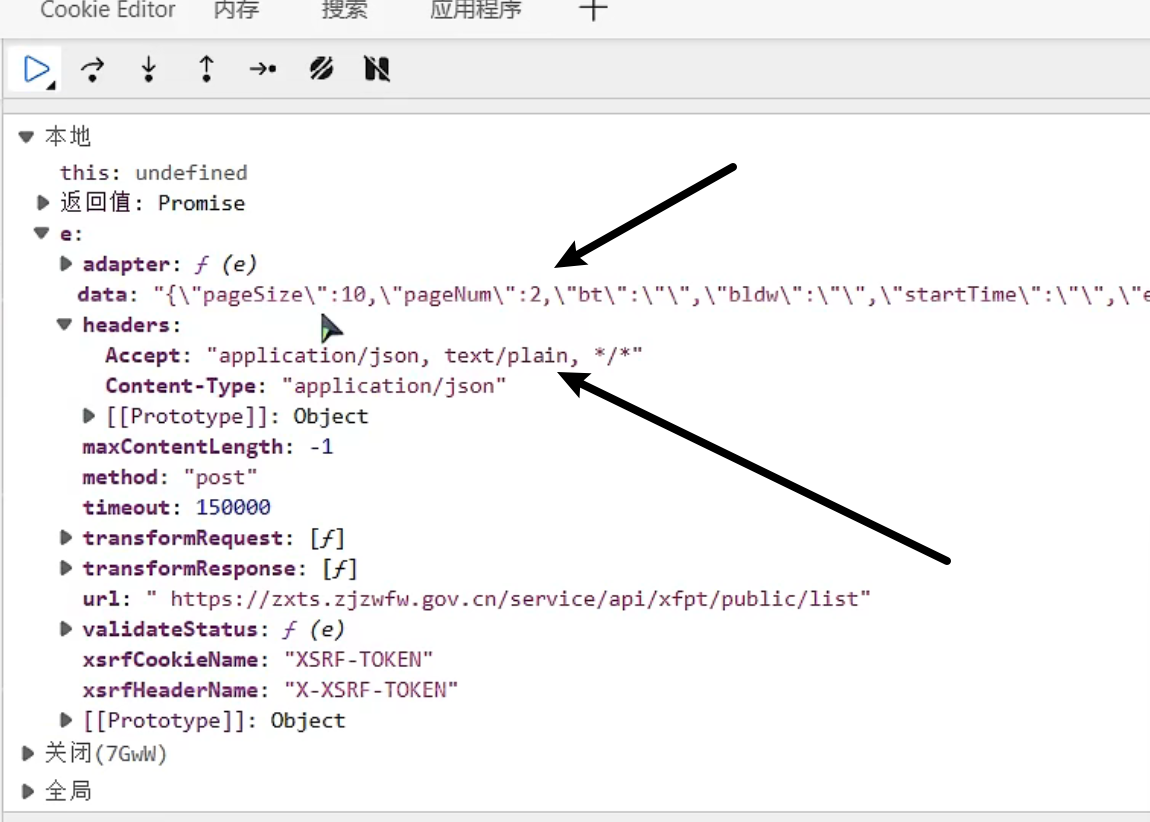 Cookie Editor 内存 搜索 应用程序
本地
this: undefined
返回值: Promise
e:
adapter: ƒ (e)
data: "{\"pageSize\":10,\"pageNum\":2,\"bt\":\"\",\"bldw\":\"\",\"startTime\":\"\",\"e
headers:
Accept: "application/json, text/plain, */*"
Content-Type: "application/json"
[[Prototype]]: Object
maxContentLength: -1
method: "post"
timeout: 150000
transformRequest: [ƒ]
transformResponse: [ƒ]
url: " https://zxts.zjzwfw.gov.cn/service/api/xfpt/public/list"
validateStatus: ƒ (e)
xsrfCookieName: "XSRF-TOKEN"
xsrfHeaderName: "X-XSRF-TOKEN"
[[Prototype]]: Object
关闭(7GwW)
全局